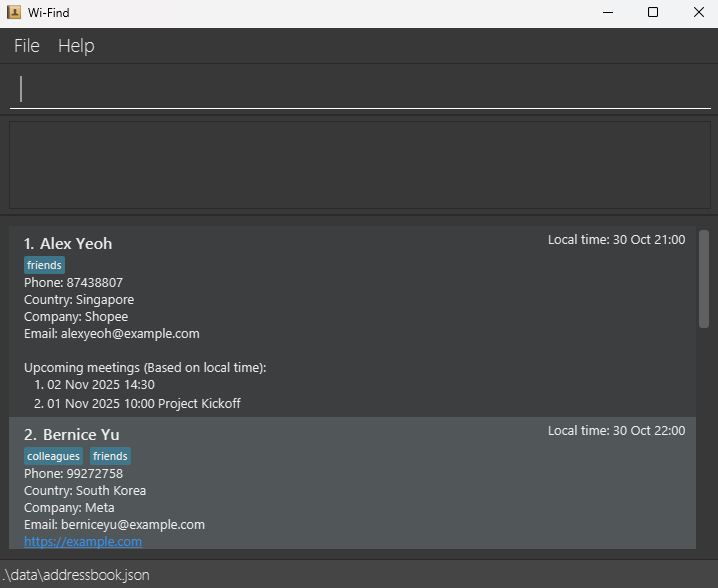 Wi-Find
File Help
1. Alex Yeoh
Local time: 30 Oct 21:00
friends
Phone: 87438807
Country: Singapore
Company: Shopee
Email: alexyeoh@example.com
Upcoming meetings (Based on local time):
1. 02 Nov 2025 14:30
2. 01 Nov 2025 10:00 Project Kickoff
2. Bernice Yu
Local time: 30 Oct 22:00
colleagues friends
Phone: 99272758
Country: South Korea
Company: Meta
Email: berniceyu@example.com
https://example.com
.\data\addressbook.json